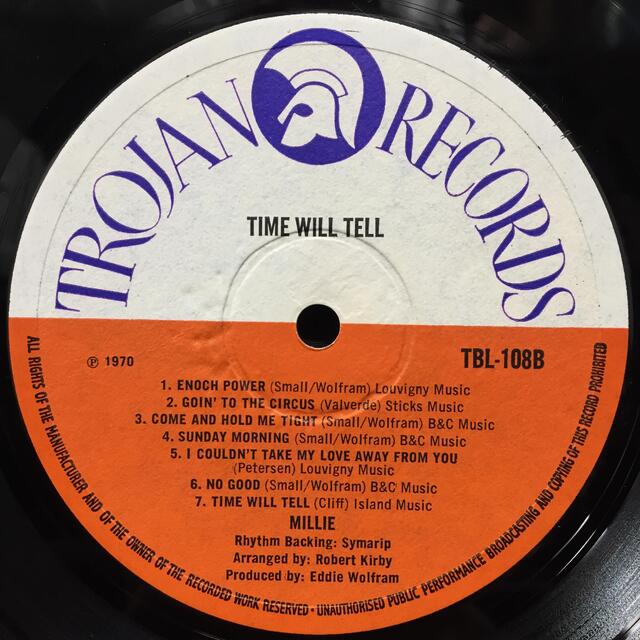 TROJAN RECORDS
TIME WILL TELL
℗ 1970
TBL-108B
1. ENOCH POWER (Small/Wolfram) Louvigny Music
2. GOIN' TO THE CIRCUS (Valverde) Sticks Music
3. COME AND HOLD ME TIGHT (Small/Wolfram) B&C Music
4. SUNDAY MORNING (Small/Wolfram) B&C Music
5. I COULDN'T TAKE MY LOVE AWAY FROM YOU
(Petersen) Louvigny Music
6. NO GOOD (Small/Wolfram) B&C Music
7. TIME WILL TELL (Cliff) Island Music
MILLIE
Rhythm Backing: Symarip
Arranged by: Robert Kirby
Produced by: Eddie Wolfram
ALL RIGHTS OF THE MANUFACTURER AND OF THE OWNER OF THE RECORDED WORK RESERVED · UNAUTHORISED PUBLIC PERFORMANCE BROADCASTING AND COPYING OF THIS RECORD PROHIBITED